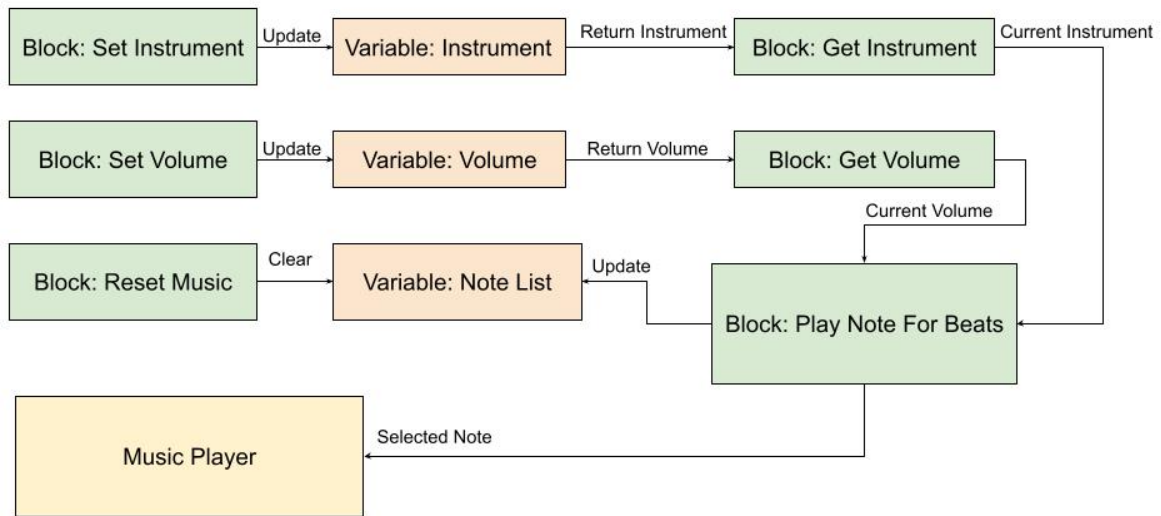 Block: Set Instrument
Update
Variable: Instrument
Return Instrument
Block: Get Instrument
Current Instrument
Block: Set Volume
Update
Variable: Volume
Return Volume
Block: Get Volume
Current Volume
Block: Reset Music
Clear
Variable: Note List
Update
Block: Play Note For Beats
Music Player
Selected Note